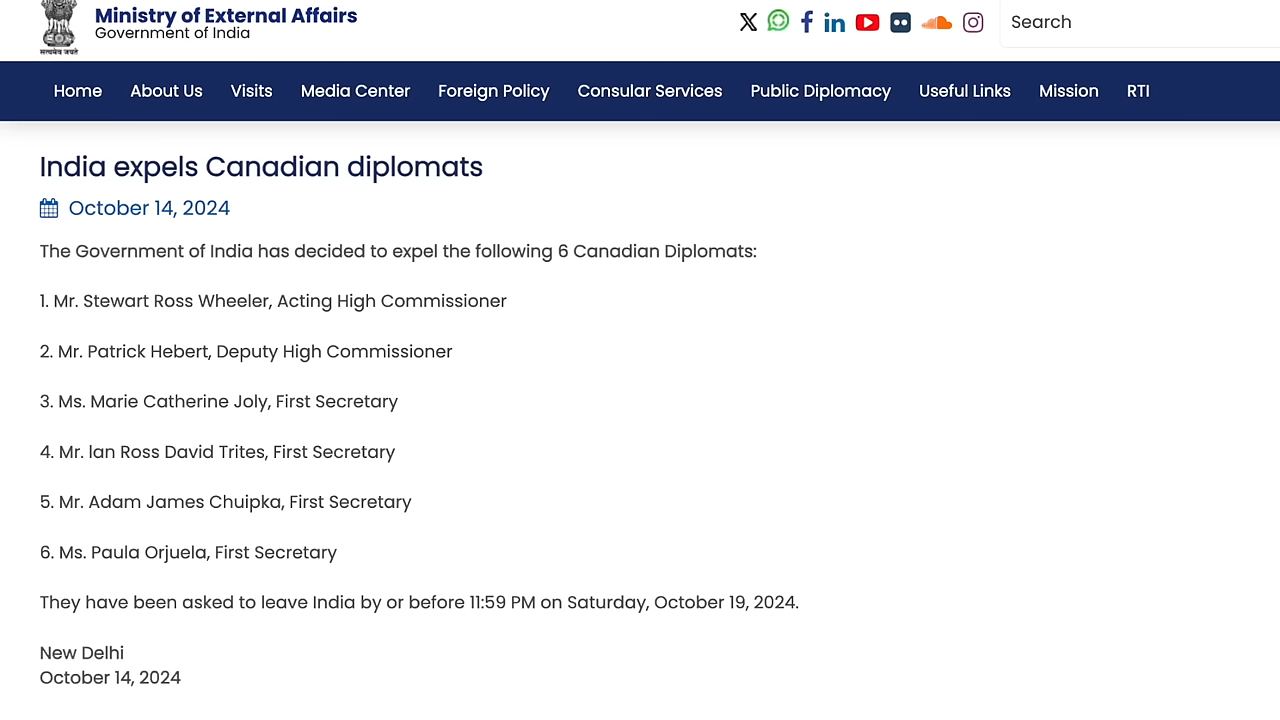 Ministry of External Affairs
Government of India
सत्यमेव जयते
Search
Home About Us Visits Media Center Foreign Policy Consular Services Public Diplomacy Useful Links Mission RTI
India expels Canadian diplomats
October 14, 2024
The Government of India has decided to expel the following 6 Canadian Diplomats:
1. Mr. Stewart Ross Wheeler, Acting High Commissioner
2. Mr. Patrick Hebert, Deputy High Commissioner
3. Ms. Marie Catherine Joly, First Secretary
4. Mr. lan Ross David Trites, First Secretary
5. Mr. Adam James Chuipka, First Secretary
6. Ms. Paula Orjuela, First Secretary
They have been asked to leave India by or before 11:59 PM on Saturday, October 19, 2024.
New Delhi
October 14, 2024